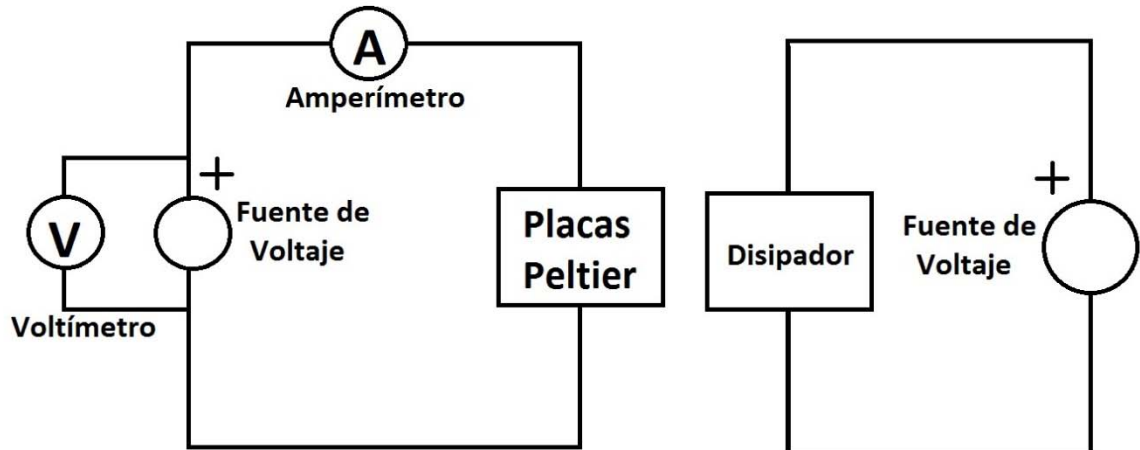 A
Amperímetro
+
Fuente de
Voltaje
V
Voltímetro
Placas
Peltier
Disipador
+
Fuente de
Voltaje